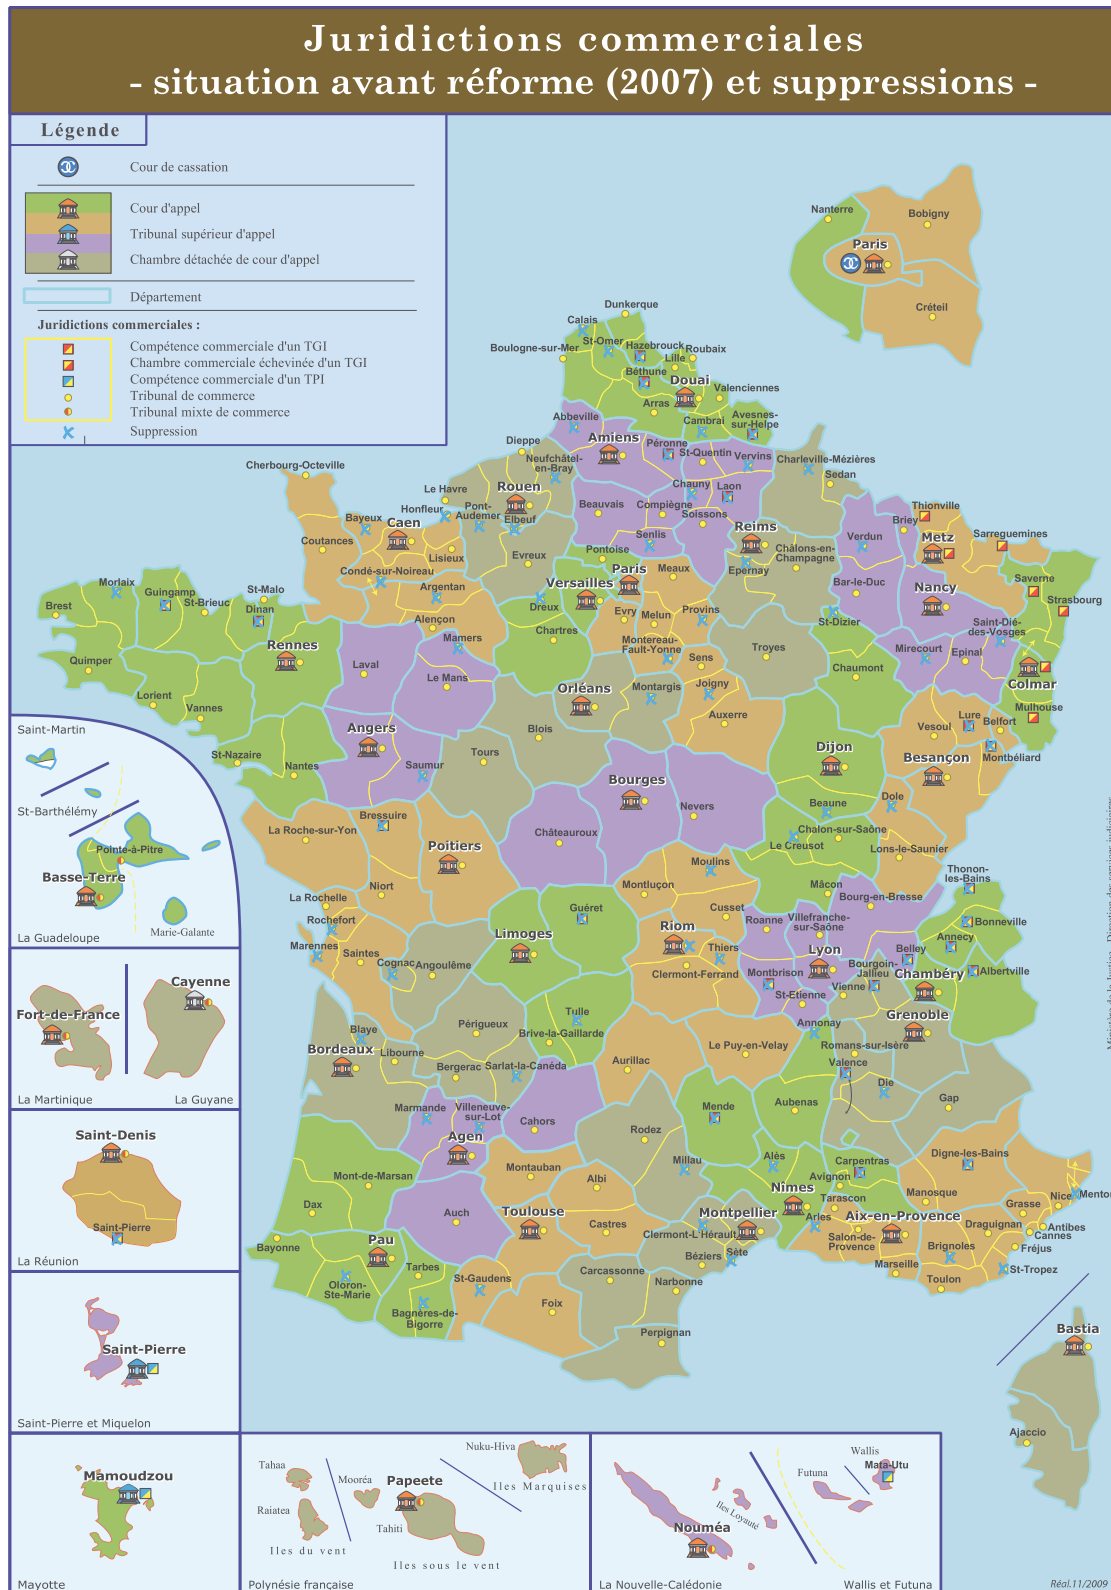 Juridictions commerciales
- situation avant réforme (2007) et suppressions -
Légende
Cour de cassation
Cour d'appel
Tribunal supérieur d'appel
Chambre détachée de cour d'appel
Département
Juridictions commerciales :
Compétence commerciale d'un TGI
Chambre commerciale échevinée d'un TGI
Compétence commerciale d'un TPI
Tribunal de commerce
Tribunal mixte de commerce
Suppression
Nanterre
Bobigny
Paris
Créteil
Dunkerque
Calais
St-Omer
Hazebrouck
Roubaix
Boulogne-sur-Mer
Lille
Béthune
Douai
Valenciennes
Arras
Abbeville
Cambrai
Avesnes-
sur-Helpe
Dieppe
Amiens
Péronne
St-Quentin
Vervins
Charleville-Mézières
Neufchâtel-
en-Bray
Sedan
Cherbourg-Octeville
Rouen
Chauny
Laon
Le Havre
Honfleur
Pont-
Audemer
Elbeuf
Beauvais
Compiègne
Soissons
Reims
Thionville
Briey
Metz
Sarreguemines
Bayeux
Caen
Coutances
Lisieux
Evreux
Pontoise
Senlis
Châlons-en-
Champagne
Verdun
Epernay
Condé-sur-Noireau
Argentan
Versailles
Paris
Meaux
Bar-le-Duc
Nancy
Saverne
Strasbourg
Morlaix
Guingamp
St-Brieuc
St-Malo
Dinan
Brest
Alençon
Dreux
Evry
Melun
Provins
St-Dizier
Saint-Dié-
des-Vosges
Rennes
Mamers
Chartres
Montereau-
Fault-Yonne
Troyes
Mirecourt
Epinal
Quimper
Laval
Le Mans
Sens
Chaumont
Colmar
Lorient
Vannes
Orléans
Montargis
Joigny
Mulhouse
Auxerre
Vesoul
Lure
Belfort
Angers
Blois
Montbéliard
St-Nazaire
Nantes
Saumur
Tours
Dijon
Besançon
Bourges
Nevers
Beaune
Dole
La Roche-sur-Yon
Bressuire
Châteauroux
Chalon-sur-Saône
Le Creusot
Lons-le-Saunier
Poitiers
Moulins
Thonon-
les-Bains
Niort
Montluçon
Mâcon
Bourg-en-Bresse
La Rochelle
Rochefort
Guéret
Cusset
Roanne
Villefranche-
sur-Saône
Bonneville
Marennes
Saintes
Limoges
Riom
Thiers
Lyon
Belley
Annecy
Cognac
Angoulême
Clermont-Ferrand
Montbrison
Bourgoin-
Jallieu
Chambéry
Albertville
St-Etienne
Vienne
Tulle
Grenoble
Blaye
Périgueux
Brive-la-Gaillarde
Annonay
Bordeaux
Libourne
Le Puy-en-Velay
Romans-sur-Isère
Bergerac
Sarlat-la-Canéda
Aurillac
Valence
Die
Marmande
Villeneuve-
sur-Lot
Cahors
Mende
Aubenas
Gap
Agen
Rodez
Mont-de-Marsan
Montauban
Albi
Millau
Alès
Carpentras
Digne-les-Bains
Avignon
Dax
Auch
Toulouse
Castres
Nîmes
Tarascon
Manosque
Nice
Menton
Grasse
Montpellier
Arles
Aix-en-Provence
Bayonne
Pau
Clermont-L'Hérault
Salon-de-
Provence
Draguignan
Antibes
Cannes
Béziers
Sète
Brignoles
Fréjus
Tarbes
St-Gaudens
Carcassonne
Narbonne
Marseille
St-Tropez
Oloron-
Ste-Marie
Toulon
Bagnères-de-
Bigorre
Foix
Perpignan
Bastia
Ajaccio
Saint-Martin
St-Barthélémy
Pointe-à-Pitre
Basse-Terre
La Guadeloupe
Marie-Galante
Fort-de-France
Cayenne
La Martinique
La Guyane
Saint-Denis
Saint-Pierre
La Réunion
Saint-Pierre
Saint-Pierre et Miquelon
Mamoudzou
Mayotte
Tahaa
Mooréa
Papeete
Nuku-Hiva
Iles Marquises
Raiatea
Tahiti
Iles du vent
Iles sous le vent
Polynésie française
Iles Loyauté
Nouméa
La Nouvelle-Calédonie
Wallis
Mata-Utu
Futuna
Wallis et Futuna
Réal.11/2009